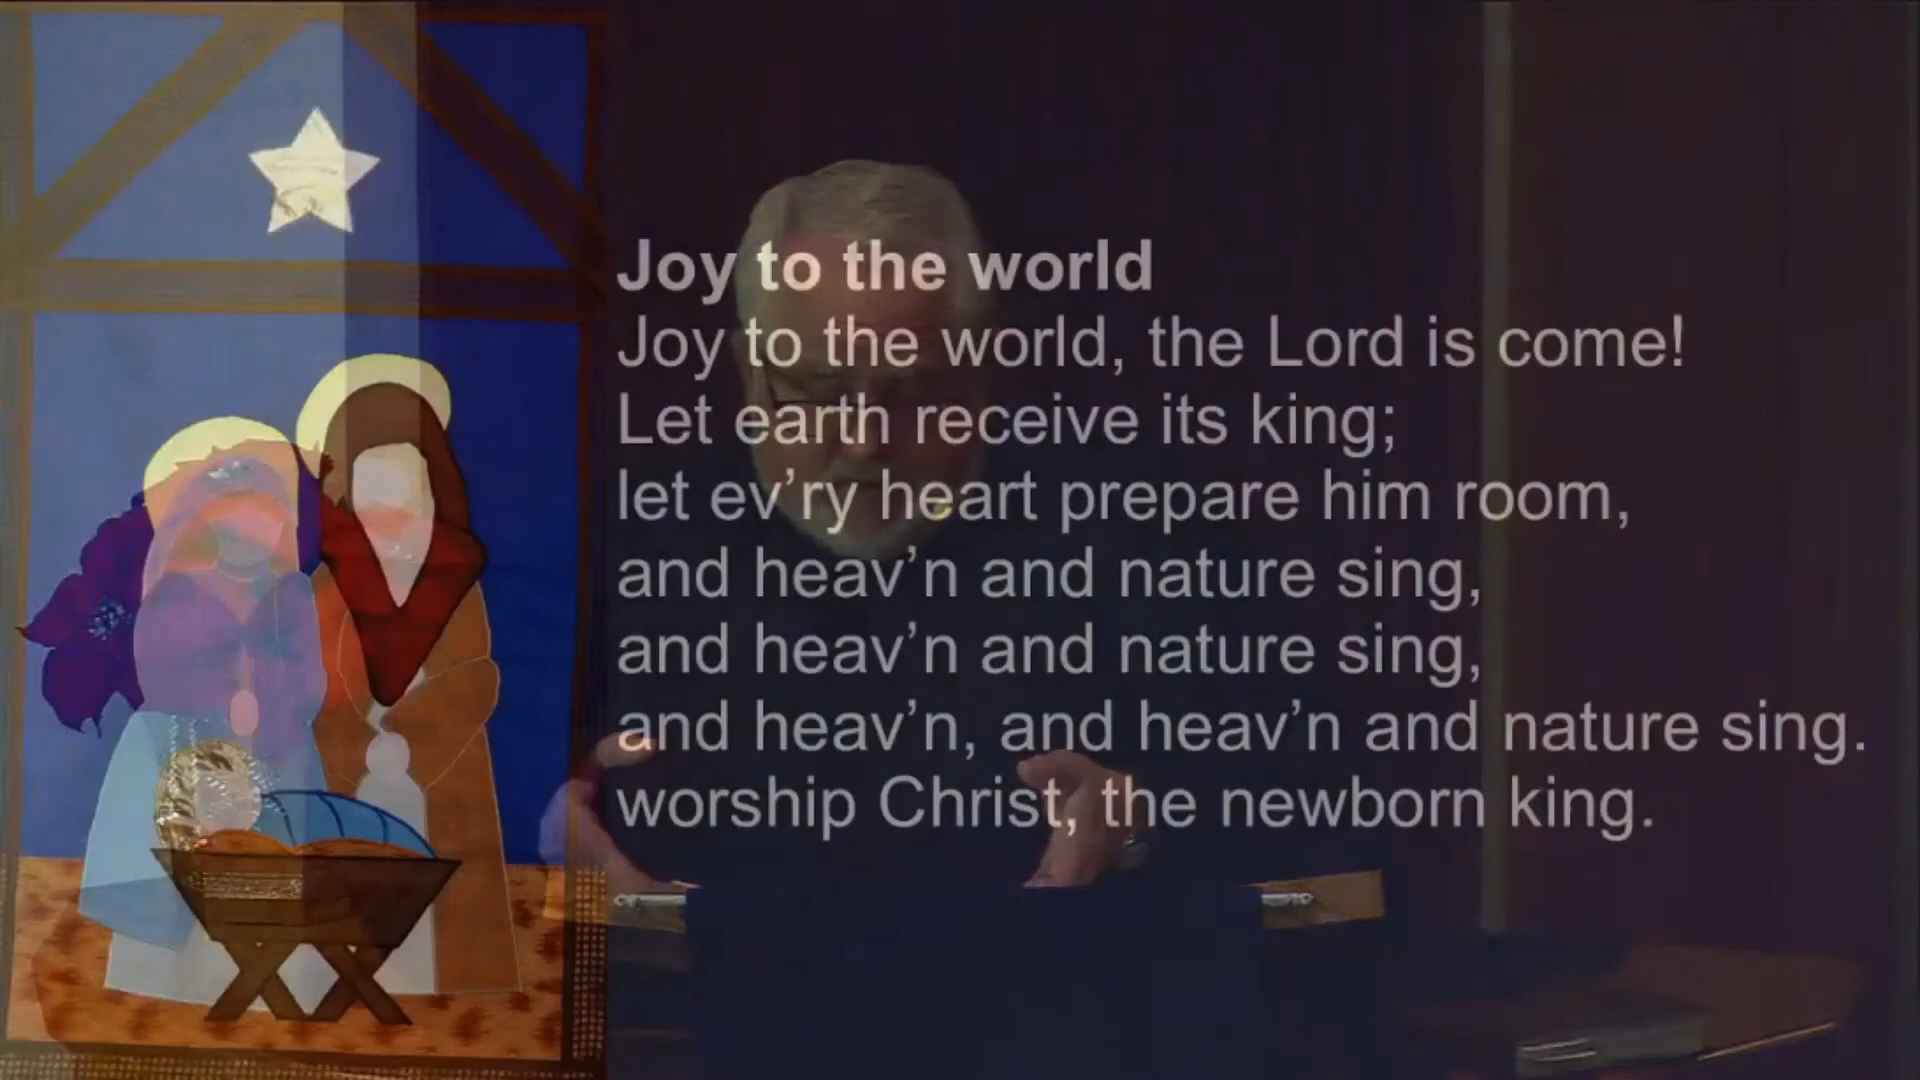 Joy to the world
Joy to the world, the Lord is come!
Let earth receive its king;
let ev’ry heart prepare him room,
and heav’n and nature sing,
and heav’n and nature sing,
and heav’n, and heav’n and nature sing.
worship Christ, the newborn king.